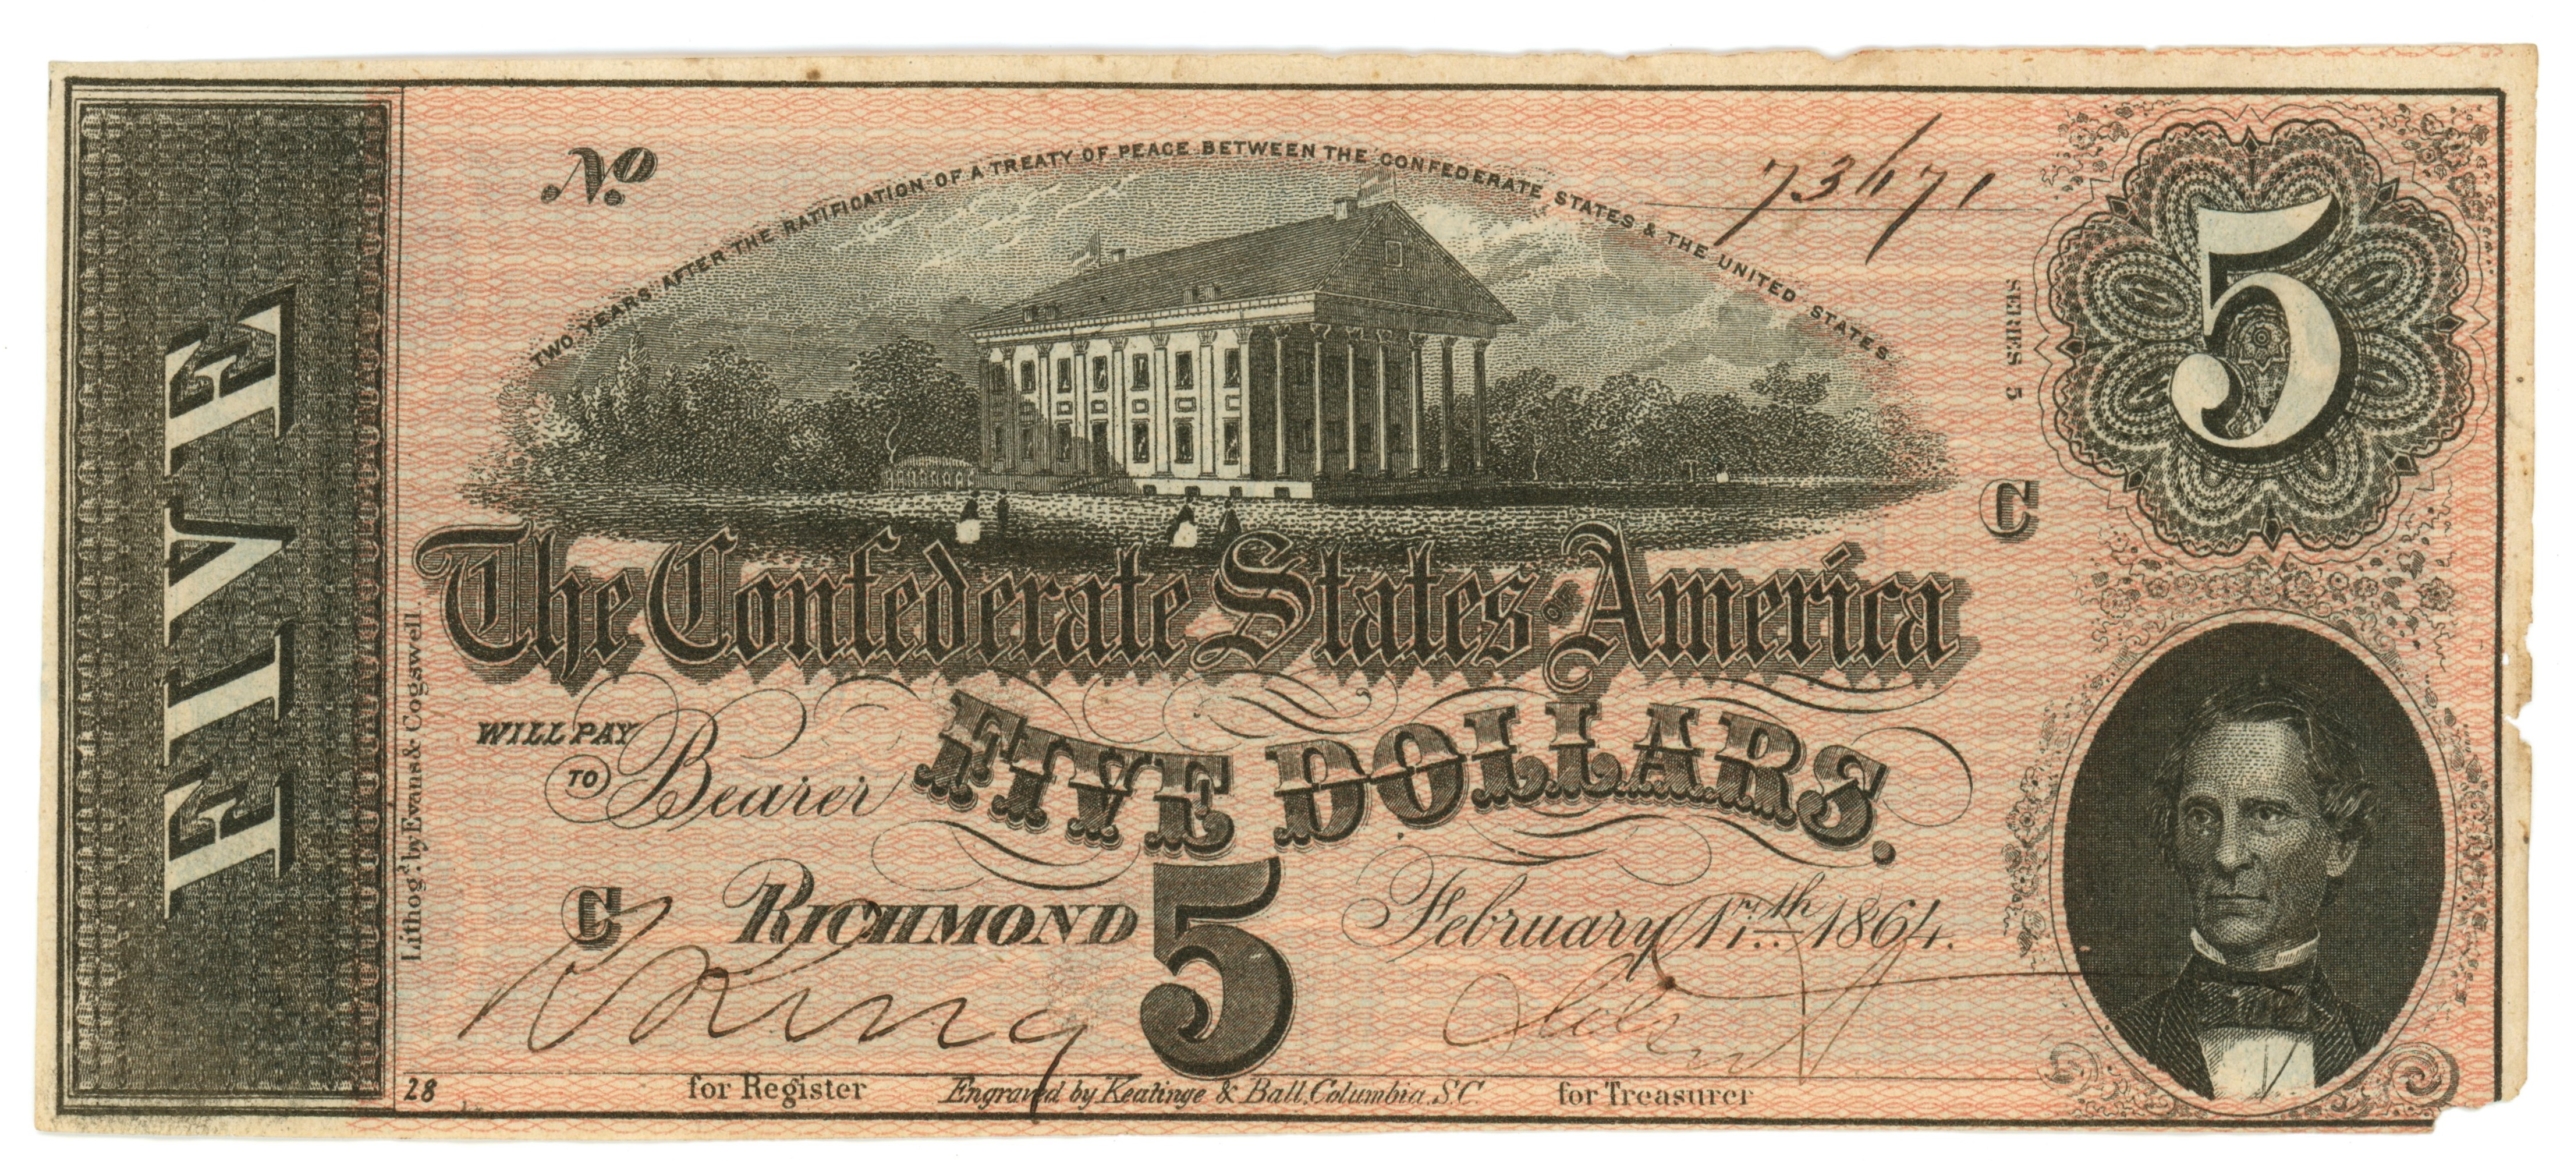 No.
73671
TWO YEARS AFTER THE RATIFICATION OF A TREATY OF PEACE BETWEEN THE CONFEDERATE STATES & THE UNITED STATES
SERIES 5
5
FIVE
C
The Confederate States OF America
WILL PAY
TO Bearer FIVE DOLLARS.
C RICHMOND 5 February 17th 1864.
Lithogd. by Evans & Cogswell.
King
28 for Register Engraved by Keatinge & Ball, Columbia, S.C. for Treasurer